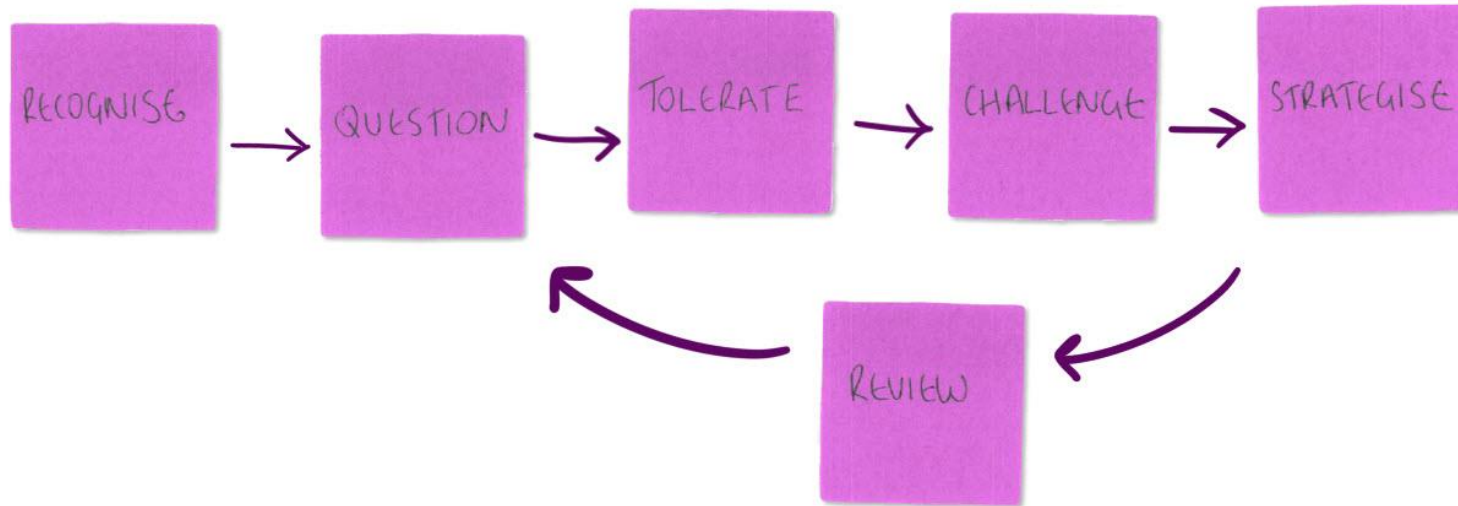 RECOGNISE
QUESTION
TOLERATE
CHALLENGE
STRATEGISE
REVIEW